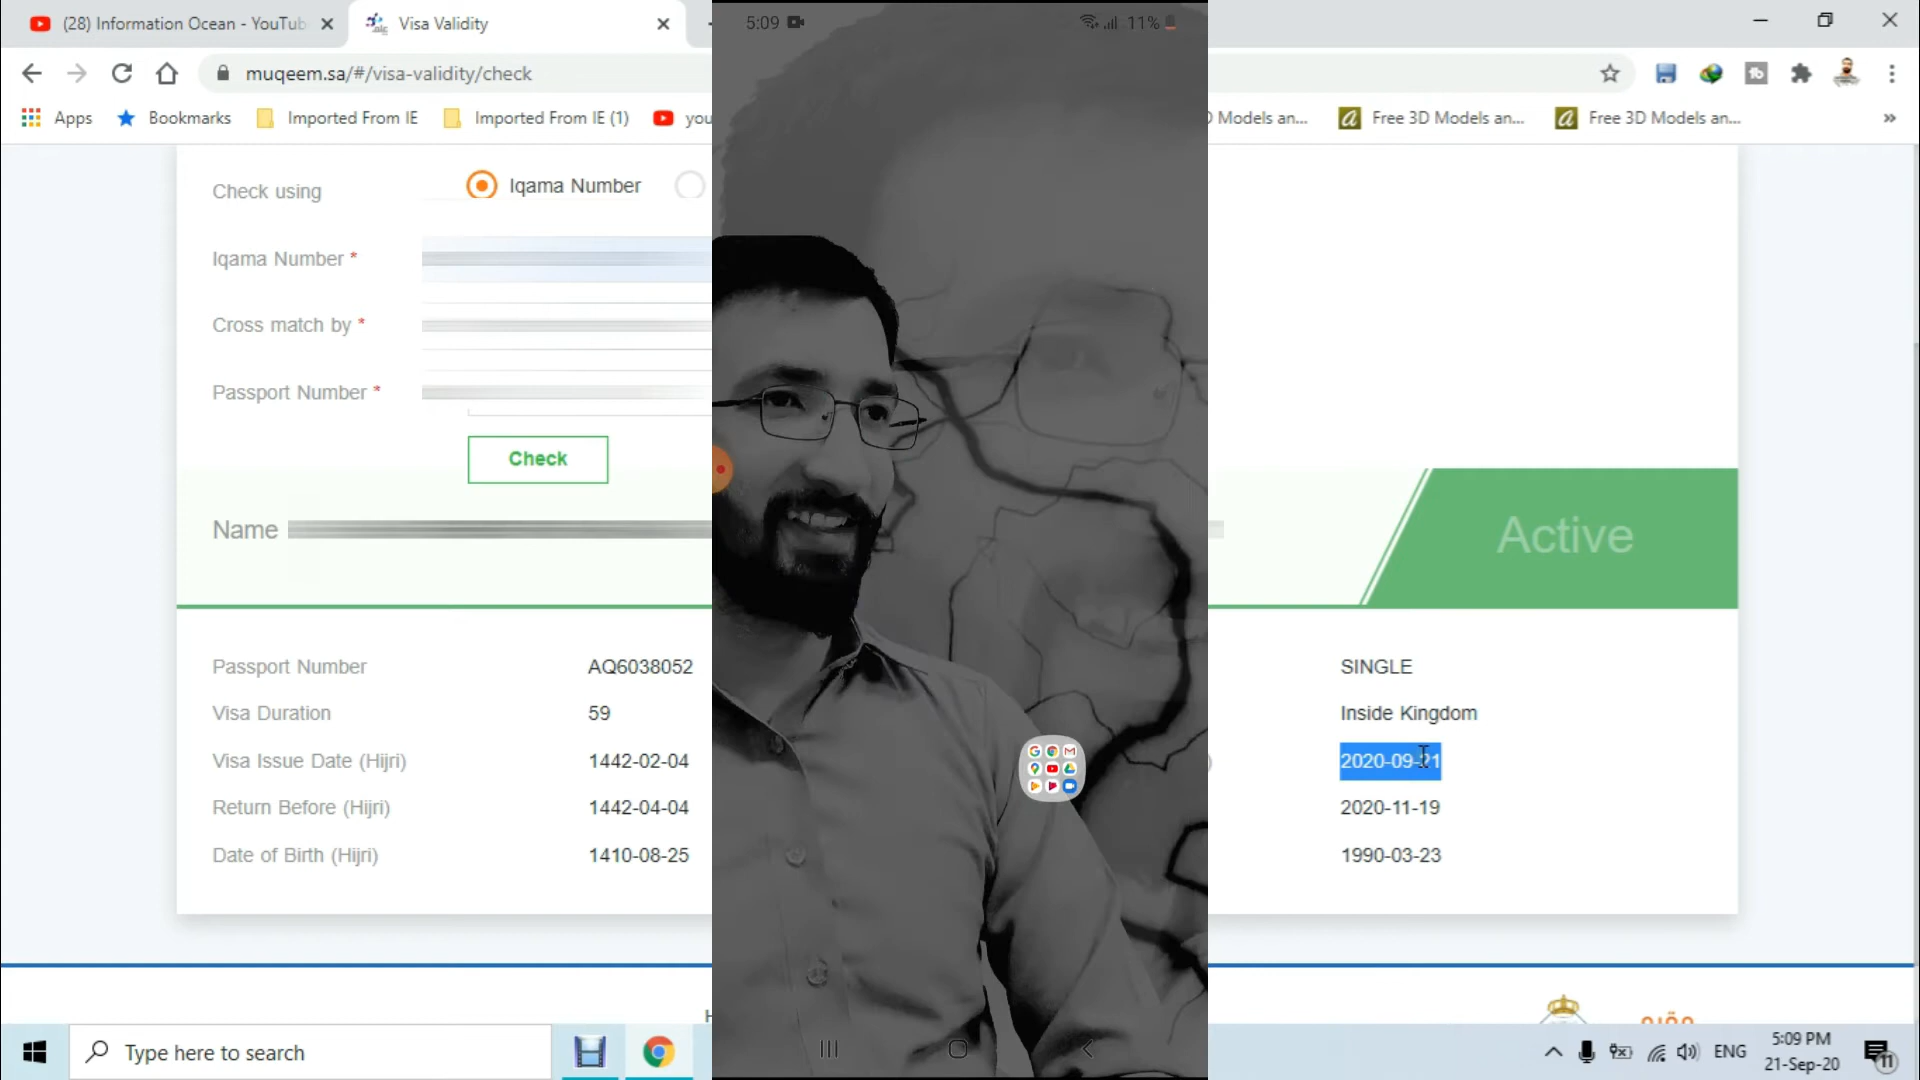 (28) Information Ocean - YouTub
Visa Validity
muqeem.sa/#/visa-validity/check
Apps
Bookmarks
Imported From IE
Imported From IE (1)
you
Models an...
Free 3D Models an...
Free 3D Models an...
5:09
11%
Check using
Iqama Number
Iqama Number *
Cross match by *
Passport Number *
Check
Name
Active
Passport Number AQ6038052 SINGLE
Visa Duration 59 Inside Kingdom
Visa Issue Date (Hijri) 1442-02-04 2020-09-21
Return Before (Hijri) 1442-04-04 2020-11-19
Date of Birth (Hijri) 1410-08-25 1990-03-23
Type here to search
ENG
5:09 PM
21-Sep-20
11